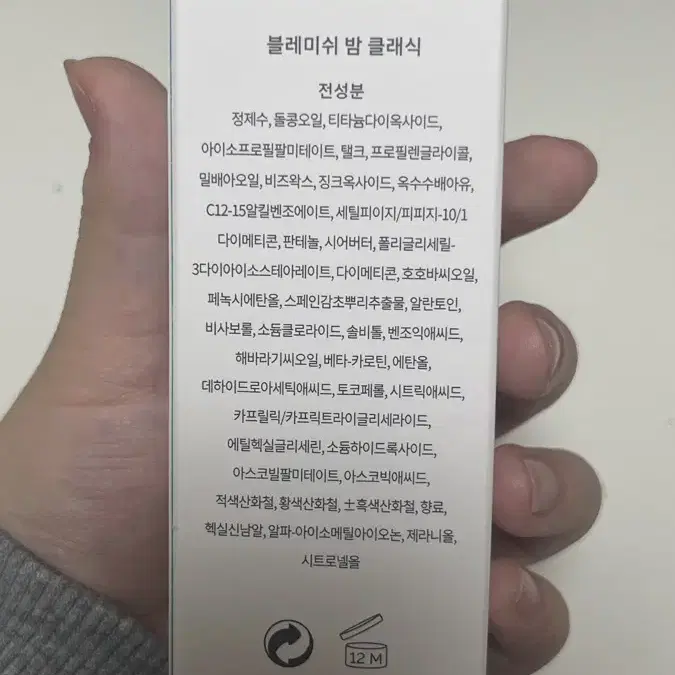 블레미쉬 밤 클래식
전성분
정제수, 돌콩오일, 티타늄다이옥사이드,
아이소프로필팔미테이트, 탤크, 프로필렌글라이콜,
밀배아오일, 비즈왁스, 징크옥사이드, 옥수수배아유,
C12-15알킬벤조에이트, 세틸피이지/피피지-10/1
다이메티콘, 판테놀, 시어버터, 폴리글리세릴-
3다이아이소스테아레이트, 다이메티콘, 호호바씨오일,
페녹시에탄올, 스페인감초뿌리추출물, 알란토인,
비사보롤, 소듐클로라이드, 솔비톨, 벤조익애씨드,
해바라기씨오일, 베타-카로틴, 에탄올,
데하이드로아세틱애씨드, 토코페롤, 시트릭애씨드,
카프릴릭/카프릭트라이글리세라이드,
에틸헥실글리세린, 소듐하이드록사이드,
아스코빌팔미테이트, 아스코빅애씨드,
적색산화철, 황색산화철, ±흑색산화철, 향료,
헥실신남알, 알파-아이소메틸아이오논, 제라니올,
시트로넬올
12 M